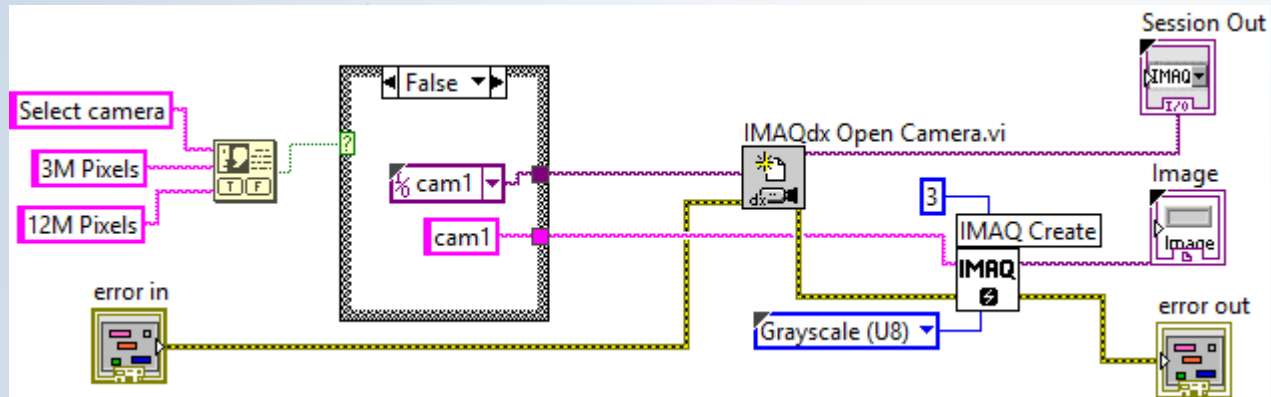 Session Out
False
Select camera
IMAQ
I/O
IMAQdx Open Camera.vi
3M Pixels
?
T F
I/O cam1
dx
Image
3
12M Pixels
cam1
IMAQ Create
Image
IMAQ
error in
Grayscale (U8)
error out